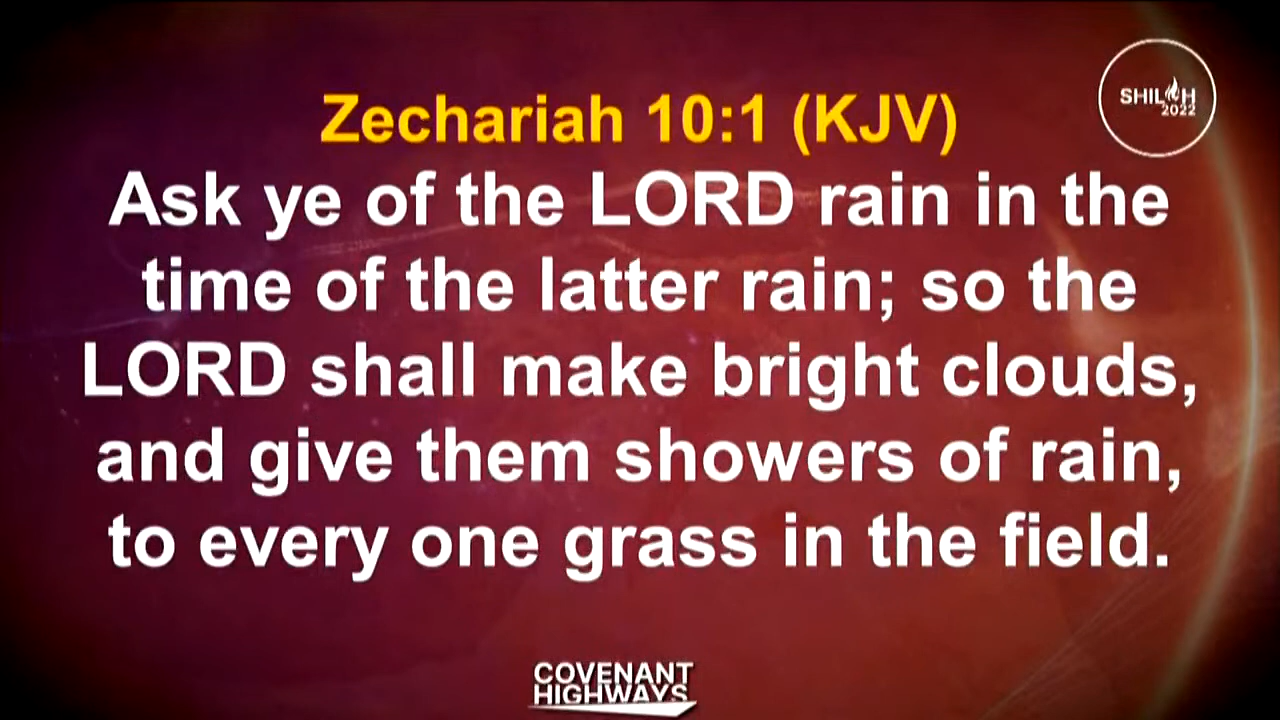 SHILOH
2022
Zechariah 10:1 (KJV)
Ask ye of the LORD rain in the
time of the latter rain; so the
LORD shall make bright clouds,
and give them showers of rain,
to every one grass in the field.
COVENANT
HIGHWAYS